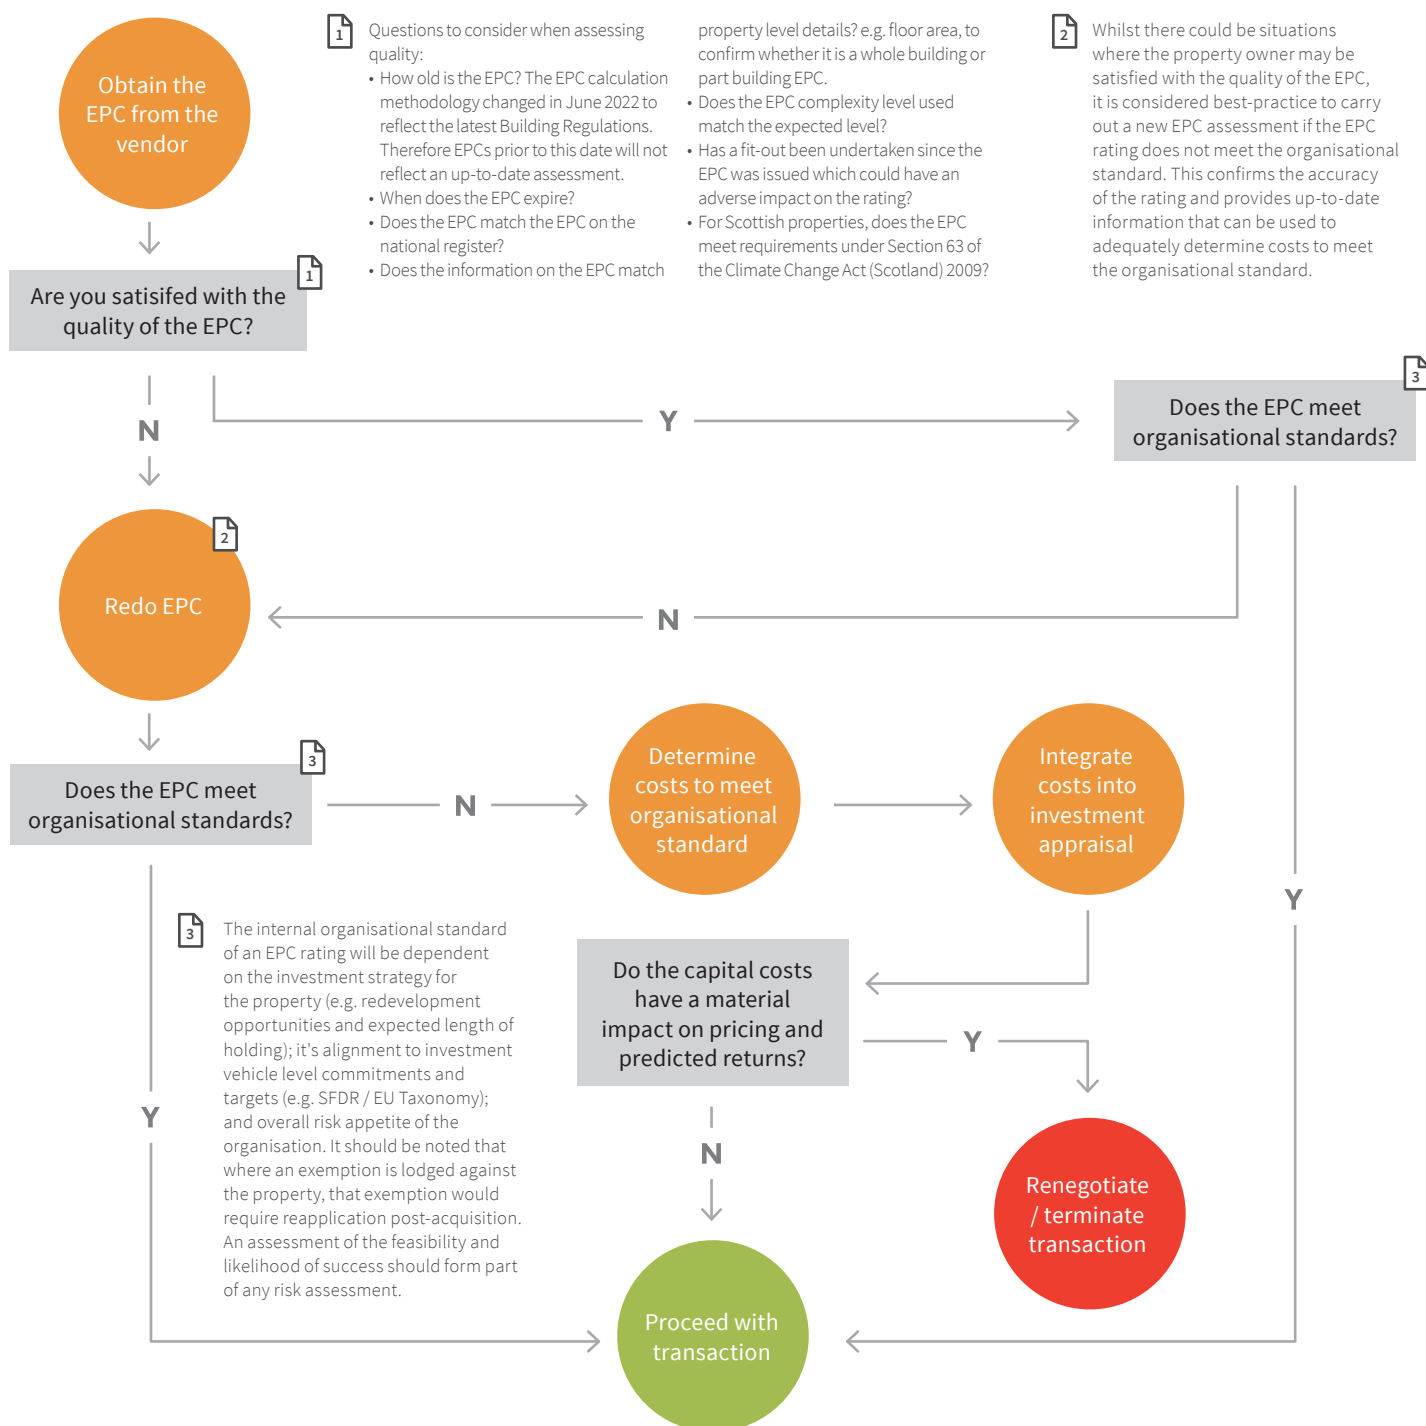 Obtain the
EPC from the
vendor
1
Questions to consider when assessing
quality:
• How old is the EPC? The EPC calculation
methodology changed in June 2022 to
reflect the latest Building Regulations.
Therefore EPCs prior to this date will not
reflect an up-to-date assessment.
• When does the EPC expire?
• Does the EPC match the EPC on the
national register?
• Does the information on the EPC match
property level details? e.g. floor area, to
confirm whether it is a whole building or
part building EPC.
• Does the EPC complexity level used
match the expected level?
• Has a fit-out been undertaken since the
EPC was issued which could have an
adverse impact on the rating?
• For Scottish properties, does the EPC
meet requirements under Section 63 of
the Climate Change Act (Scotland) 2009?
2
Whilst there could be situations
where the property owner may be
satisfied with the quality of the EPC,
it is considered best-practice to carry
out a new EPC assessment if the EPC
rating does not meet the organisational
standard. This confirms the accuracy
of the rating and provides up-to-date
information that can be used to
adequately determine costs to meet
the organisational standard.
1
Are you satisifed with the
quality of the EPC?
N
Y
3
Does the EPC meet
organisational standards?
2
Redo EPC
N
3
Does the EPC meet
organisational standards?
N
Determine
costs to meet
organisational
standard
Integrate
costs into
investment
appraisal
Y
3
The internal organisational standard
of an EPC rating will be dependent
on the investment strategy for
the property (e.g. redevelopment
opportunities and expected length of
holding); it's alignment to investment
vehicle level commitments and
targets (e.g. SFDR / EU Taxonomy);
and overall risk appetite of the
organisation. It should be noted that
where an exemption is lodged against
the property, that exemption would
require reapplication post-acquisition.
An assessment of the feasibility and
likelihood of success should form part
of any risk assessment.
Do the capital costs
have a material
impact on pricing and
predicted returns?
Y
Y
N
Renegotiate
/ terminate
transaction
Proceed with
transaction